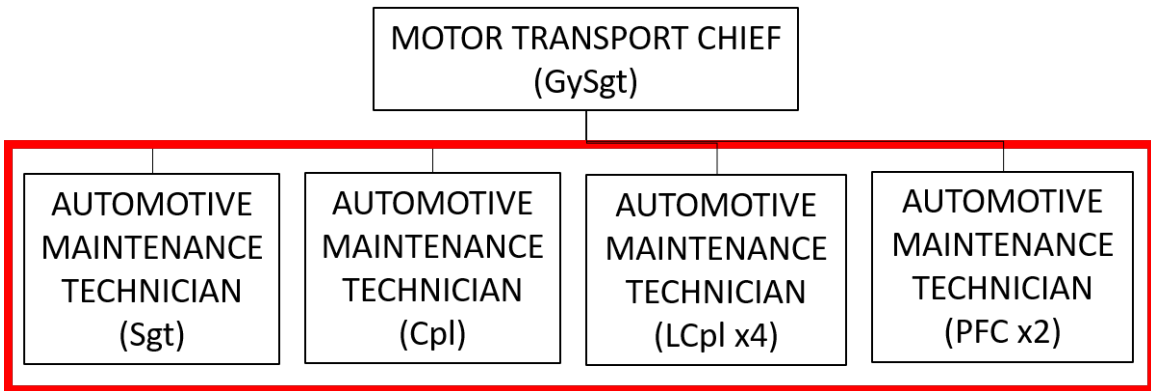 MOTOR TRANSPORT CHIEF
(GySgt)
AUTOMOTIVE
MAINTENANCE
TECHNICIAN
(Sgt)
AUTOMOTIVE
MAINTENANCE
TECHNICIAN
(Cpl)
AUTOMOTIVE
MAINTENANCE
TECHNICIAN
(LCpl x4)
AUTOMOTIVE
MAINTENANCE
TECHNICIAN
(PFC x2)